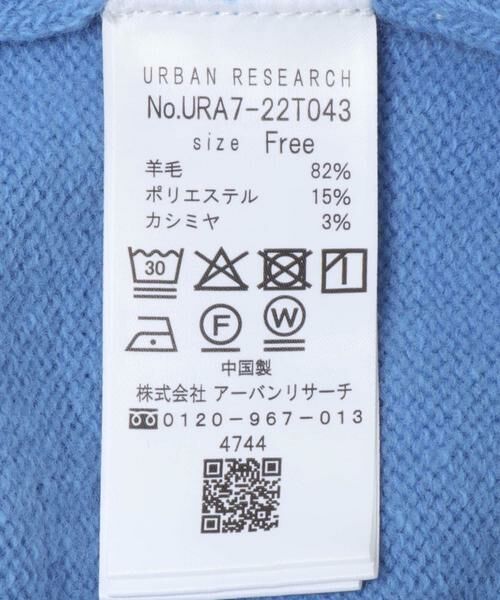 URBAN RESEARCH
No.URA7-22T043
size Free
羊毛 82%
ポリエステル 15%
カシミヤ 3%
30
F W
中国製
株式会社 アーバンリサーチ
0120-967-013
4744